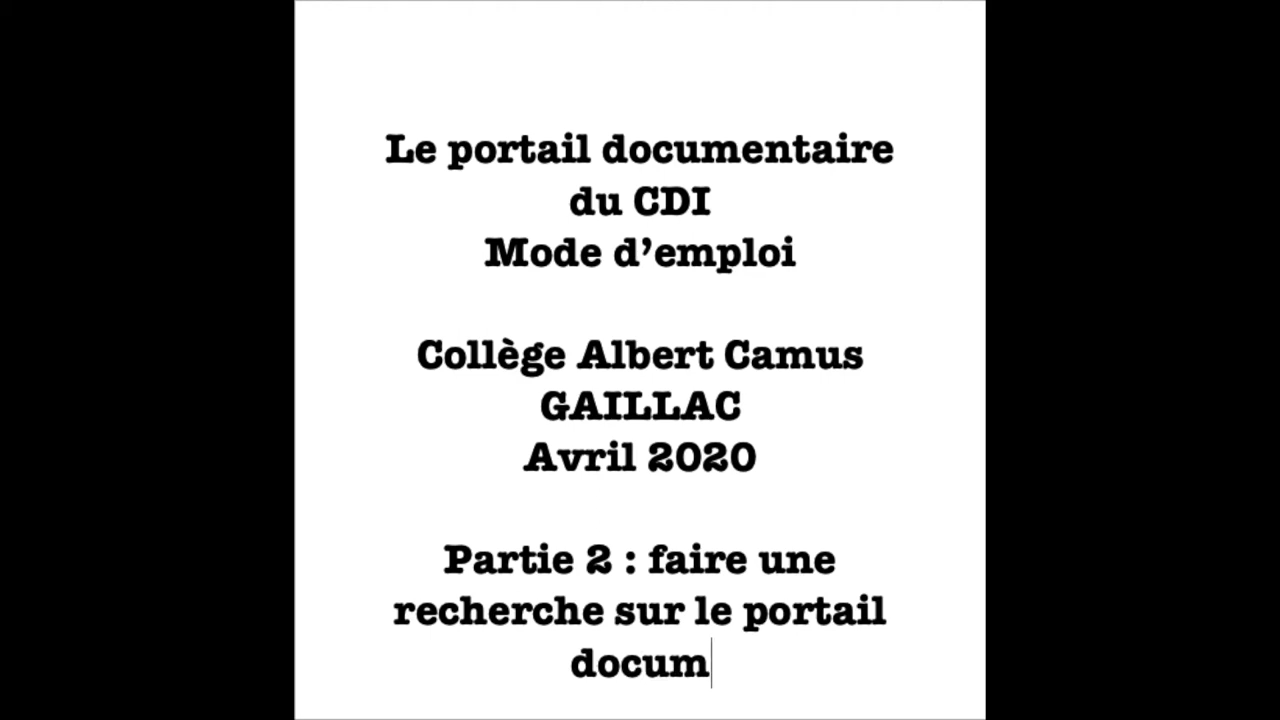 Le portail documentaire
du CDI
Mode d’emploi
Collège Albert Camus
GAILLAC
Avril 2020
Partie 2 : faire une
recherche sur le portail
docum